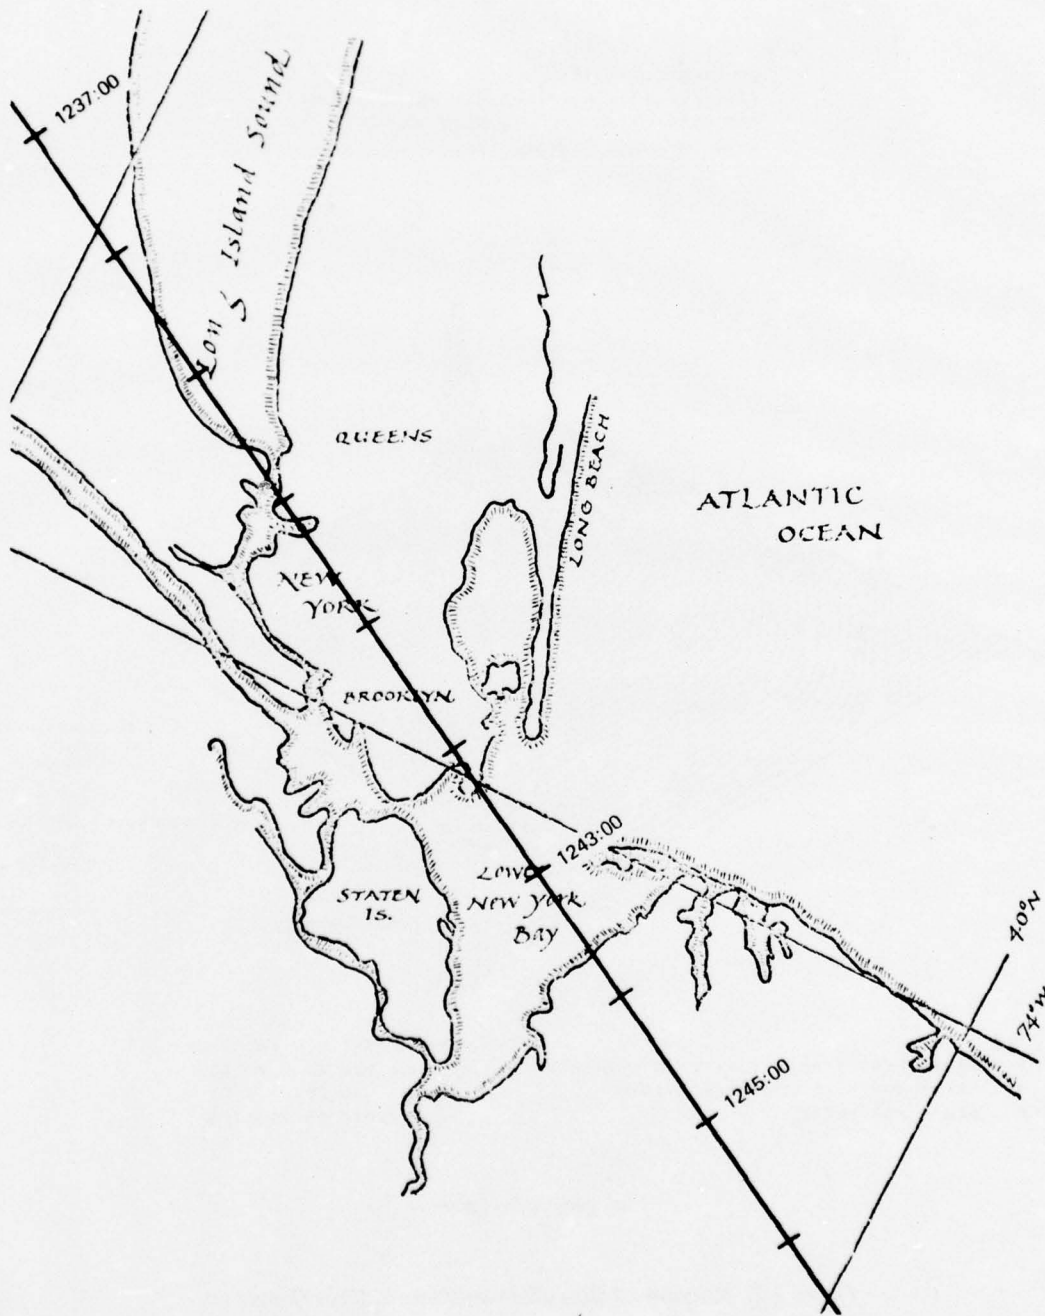 1237:00
Long Island Sound
QUEENS
LONG BEACH
ATLANTIC
OCEAN
NEW
YORK
BROOKLYN
1243:00
LOWER
NEW YORK
BAY
STATEN
IS.
40°N
74°W
1245:00